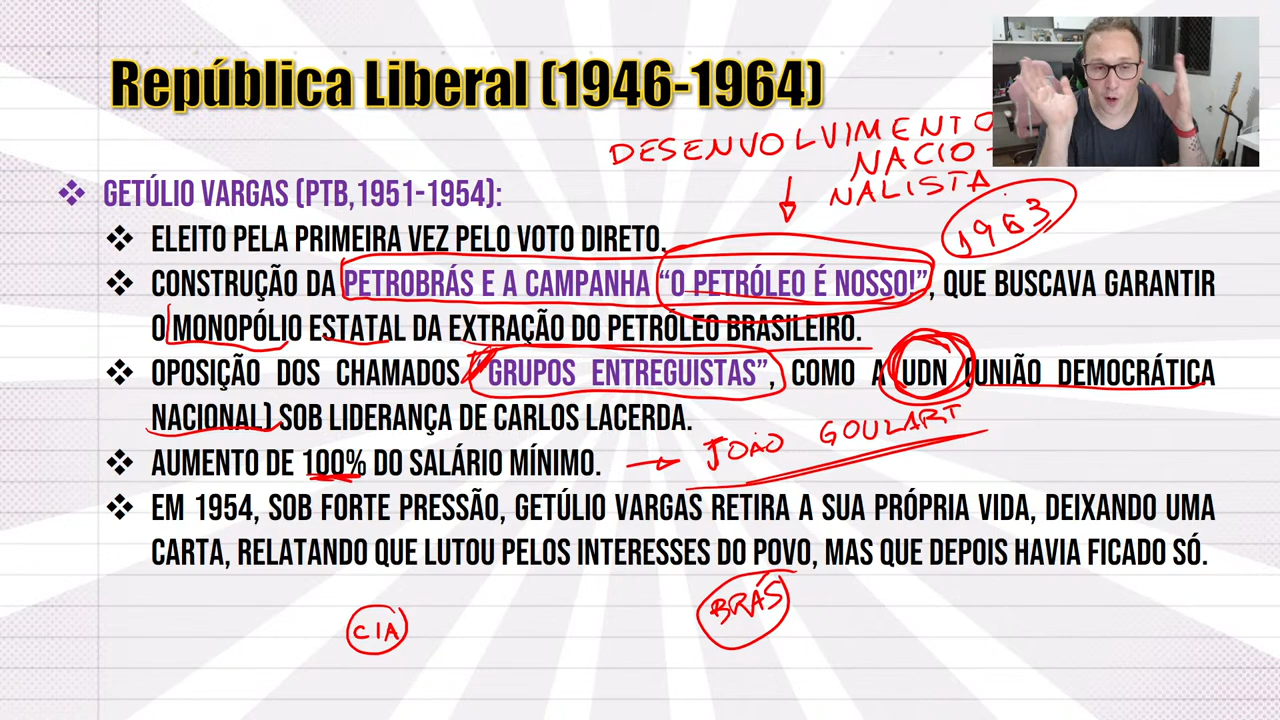 República Liberal (1946-1964)
DESENVOLVIMENTO
NACIO-
NALISTA
1963
GETÚLIO VARGAS (PTB,1951-1954):
ELEITO PELA PRIMEIRA VEZ PELO VOTO DIRETO.
CONSTRUÇÃO DA PETROBRÁS E A CAMPANHA “O PETRÓLEO É NOSSO!”, QUE BUSCAVA GARANTIR
O MONOPÓLIO ESTATAL DA EXTRAÇÃO DO PETRÓLEO BRASILEIRO.
OPOSIÇÃO DOS CHAMADOS “GRUPOS ENTREGUISTAS”, COMO A UDN (UNIÃO DEMOCRÁTICA
NACIONAL) SOB LIDERANÇA DE CARLOS LACERDA.
AUMENTO DE 100% DO SALÁRIO MÍNIMO. → JOÃO GOULART
EM 1954, SOB FORTE PRESSÃO, GETÚLIO VARGAS RETIRA A SUA PRÓPRIA VIDA, DEIXANDO UMA
CARTA, RELATANDO QUE LUTOU PELOS INTERESSES DO POVO, MAS QUE DEPOIS HAVIA FICADO SÓ.
CIA
BRÁS